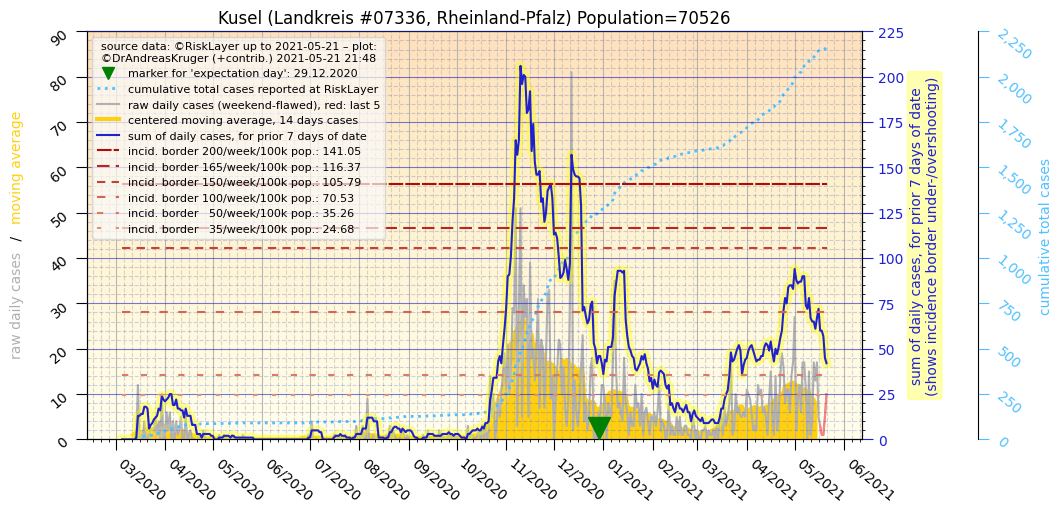 Kusel (Landkreis #07336, Rheinland-Pfalz) Population=70526
source data: ©RiskLayer up to 2021-05-21 – plot:
©DrAndreasKruger (+contrib.) 2021-05-21 21:48
marker for 'expectation day': 29.12.2020
cumulative total cases reported at RiskLayer
raw daily cases (weekend-flawed), red: last 5
centered moving average, 14 days cases
sum of daily cases, for prior 7 days of date
incid. border 200/week/100k pop.: 141.05
incid. border 165/week/100k pop.: 116.37
incid. border 150/week/100k pop.: 105.79
incid. border 100/week/100k pop.: 70.53
incid. border 50/week/100k pop.: 35.26
incid. border 35/week/100k pop.: 24.68
raw daily cases / moving average
90
80
70
60
50
40
30
20
10
0
03/2020
04/2020
05/2020
06/2020
07/2020
08/2020
09/2020
10/2020
11/2020
12/2020
01/2021
02/2021
03/2021
04/2021
05/2021
06/2021
225
200
175
150
125
100
75
50
25
0
sum of daily cases, for prior 7 days of date
(shows incidence border under-/overshooting)
2,250
2,000
1,750
1,500
1,250
1,000
750
500
250
0
cumulative total cases